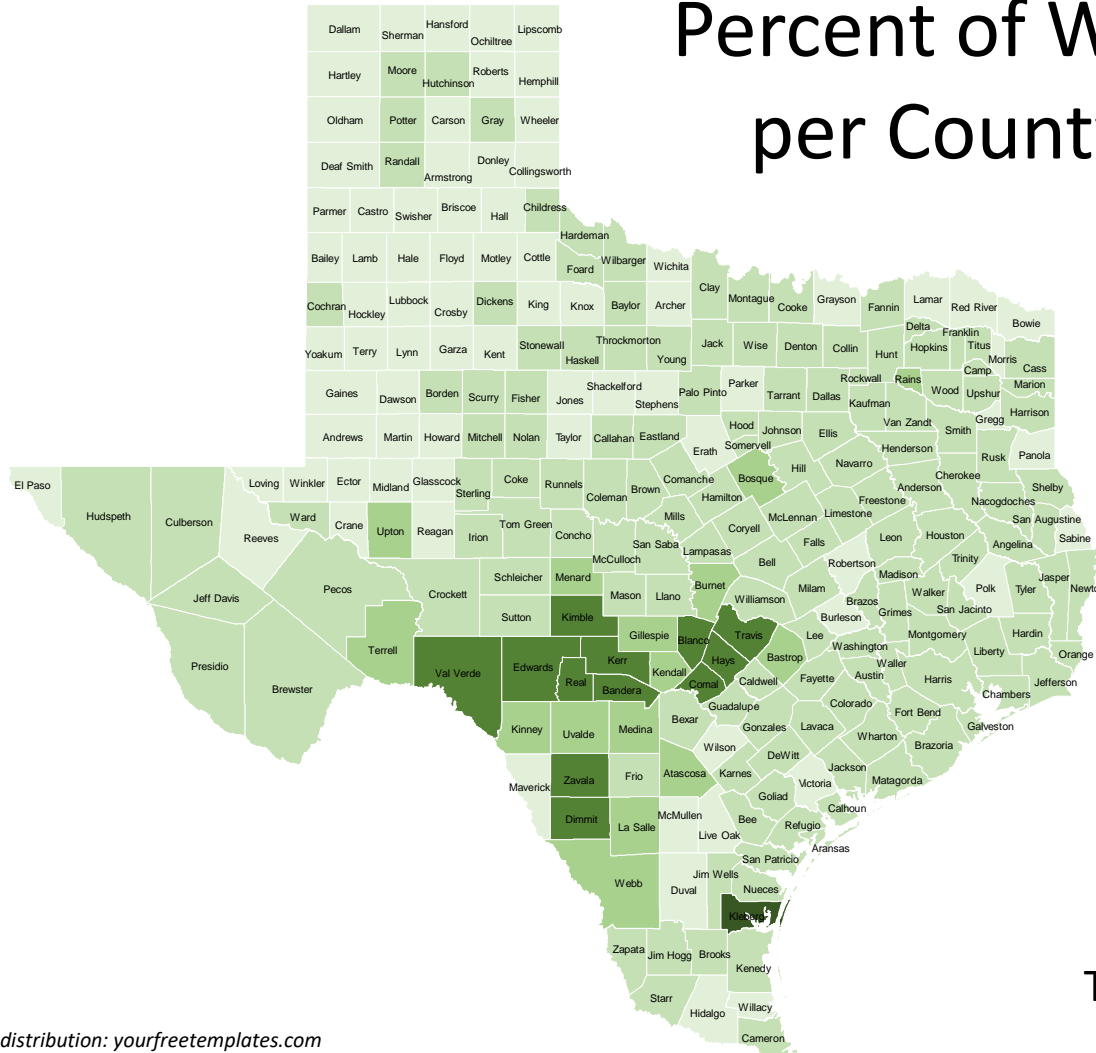 Percent of W
per Count
Dallam Sherman Hansford Ochiltree Lipscomb
Hartley Moore Hutchinson Roberts Hemphill
Oldham Potter Carson Gray Wheeler
Deaf Smith Randall Armstrong Donley Collingsworth
Parmer Castro Swisher Briscoe Hall Childress
Hardeman
Bailey Lamb Hale Floyd Motley Cottle Foard Wilbarger Wichita
Cochran Hockley Lubbock Crosby Dickens King Knox Baylor Archer Clay Montague Cooke Grayson Fannin Lamar Red River Bowie
Delta Franklin
Yoakum Terry Lynn Garza Kent Stonewall Haskell Throckmorton Young Jack Wise Denton Collin Hunt Hopkins Titus Morris Cass
Camp
Gaines Dawson Borden Scurry Fisher Jones Shackelford Stephens Palo Pinto Parker Tarrant Dallas Rockwall Kaufman Rains Wood Upshur Marion
Van Zandt Smith Gregg Harrison
Andrews Martin Howard Mitchell Nolan Taylor Callahan Eastland Erath Hood Somervell Johnson Ellis Henderson Rusk Panola
El Paso Loving Winkler Ector Midland Glasscock Sterling Coke Runnels Coleman Brown Comanche Hamilton Bosque Hill Navarro Anderson Cherokee Nacogdoches Shelby
Hudspeth Culberson Reeves Ward Crane Upton Reagan Irion Tom Green Concho Mills Coryell McLennan Limestone Freestone San Augustine
McCulloch San Saba Lampasas Bell Falls Leon Houston Trinity Angelina Sabine
Jeff Davis Pecos Crockett Schleicher Menard Mason Llano Burnet Williamson Milam Robertson Madison Walker Polk Tyler Jasper Newto
Brazos Grimes San Jacinto
Sutton Kimble Gillespie Blanco Travis Lee Burleson Washington Montgomery Liberty Hardin Orange
Presidio Brewster Terrell Val Verde Edwards Real Kerr Bandera Kendall Comal Hays Caldwell Bastrop Fayette Austin Waller Harris Chambers Jefferson
Guadalupe Colorado Fort Bend Galveston
Kinney Uvalde Medina Bexar Wilson Gonzales Lavaca Wharton Brazoria
DeWitt
Maverick Zavala Frio Atascosa Karnes Goliad Victoria Jackson Matagorda
Calhoun
Dimmit La Salle McMullen Live Oak Bee Refugio
Aransas
San Patricio
Webb Duval Jim Wells Nueces
Kleberg
Zapata Jim Hogg Brooks Kenedy
Starr Hidalgo Willacy
Cameron
T
distribution: yourfreetemplates.com